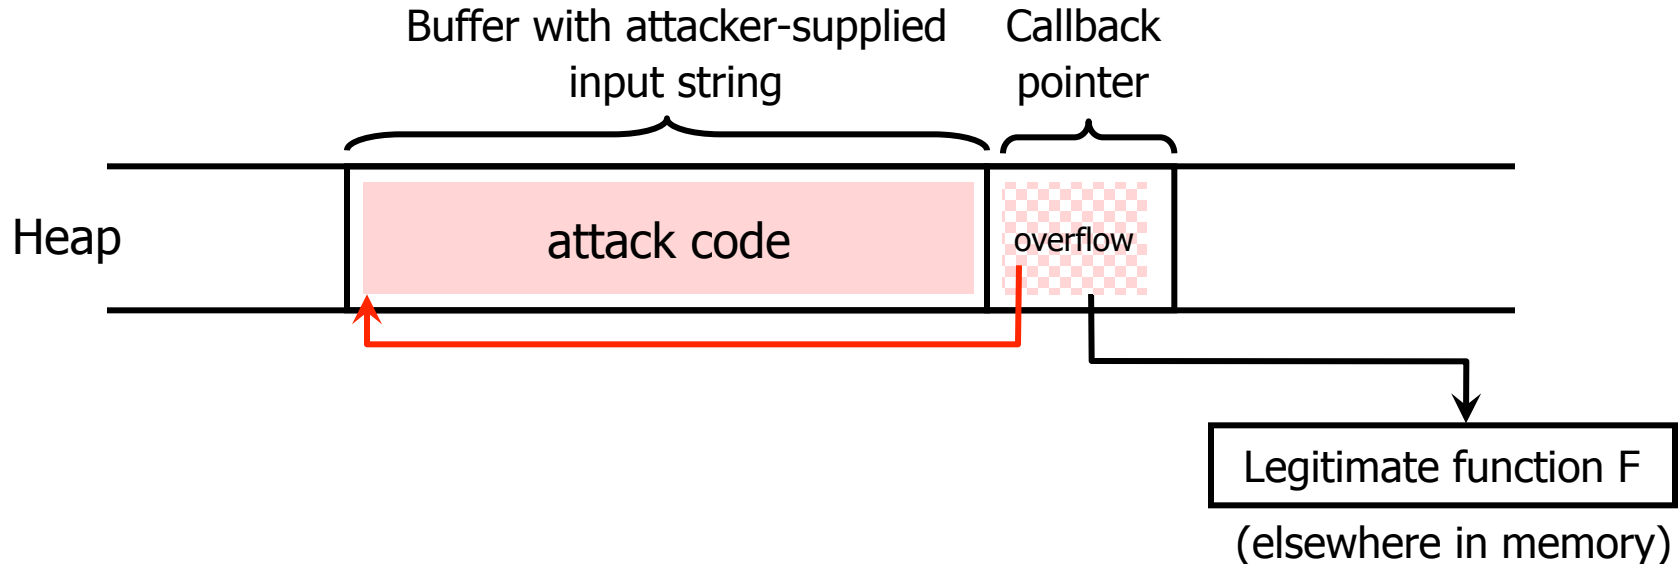 Buffer with attacker-supplied
input string
Callback
pointer
Heap
attack code
overflow
Legitimate function F
(elsewhere in memory)